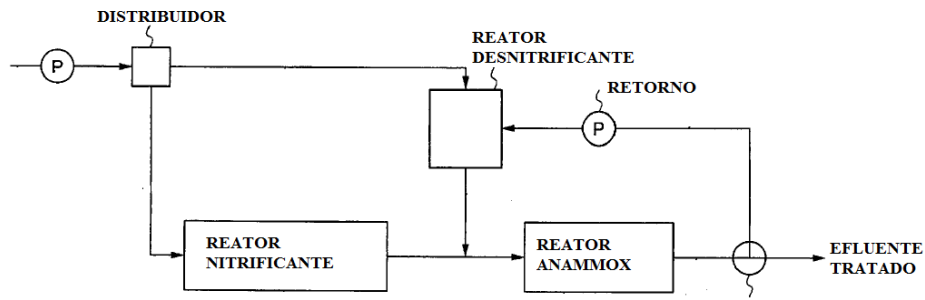 DISTRIBUIDOR
REATOR
DESNITRIFICANTE
RETORNO
P
P
REATOR
NITRIFICANTE
REATOR
ANAMMOX
EFLUENTE
TRATADO